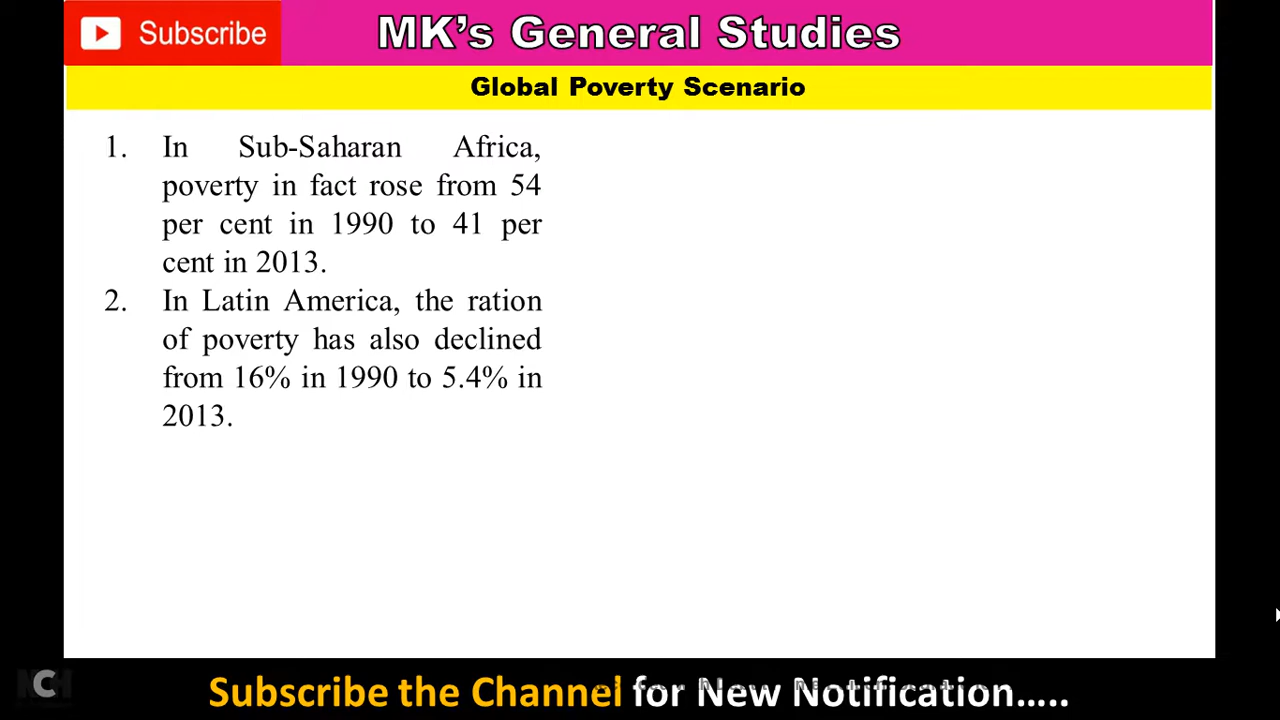 Subscribe
MK's General Studies
Global Poverty Scenario
1. In Sub-Saharan Africa,
poverty in fact rose from 54
per cent in 1990 to 41 per
cent in 2013.
2. In Latin America, the ration
of poverty has also declined
from 16% in 1990 to 5.4% in
2013.
Subscribe the Channel for New Notification.....